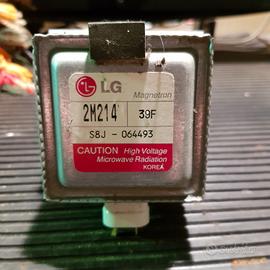 LG
Magnetron
2M214 39F
S8J - 064493
CAUTION High Voltage
Microwave Radiation
KOREA